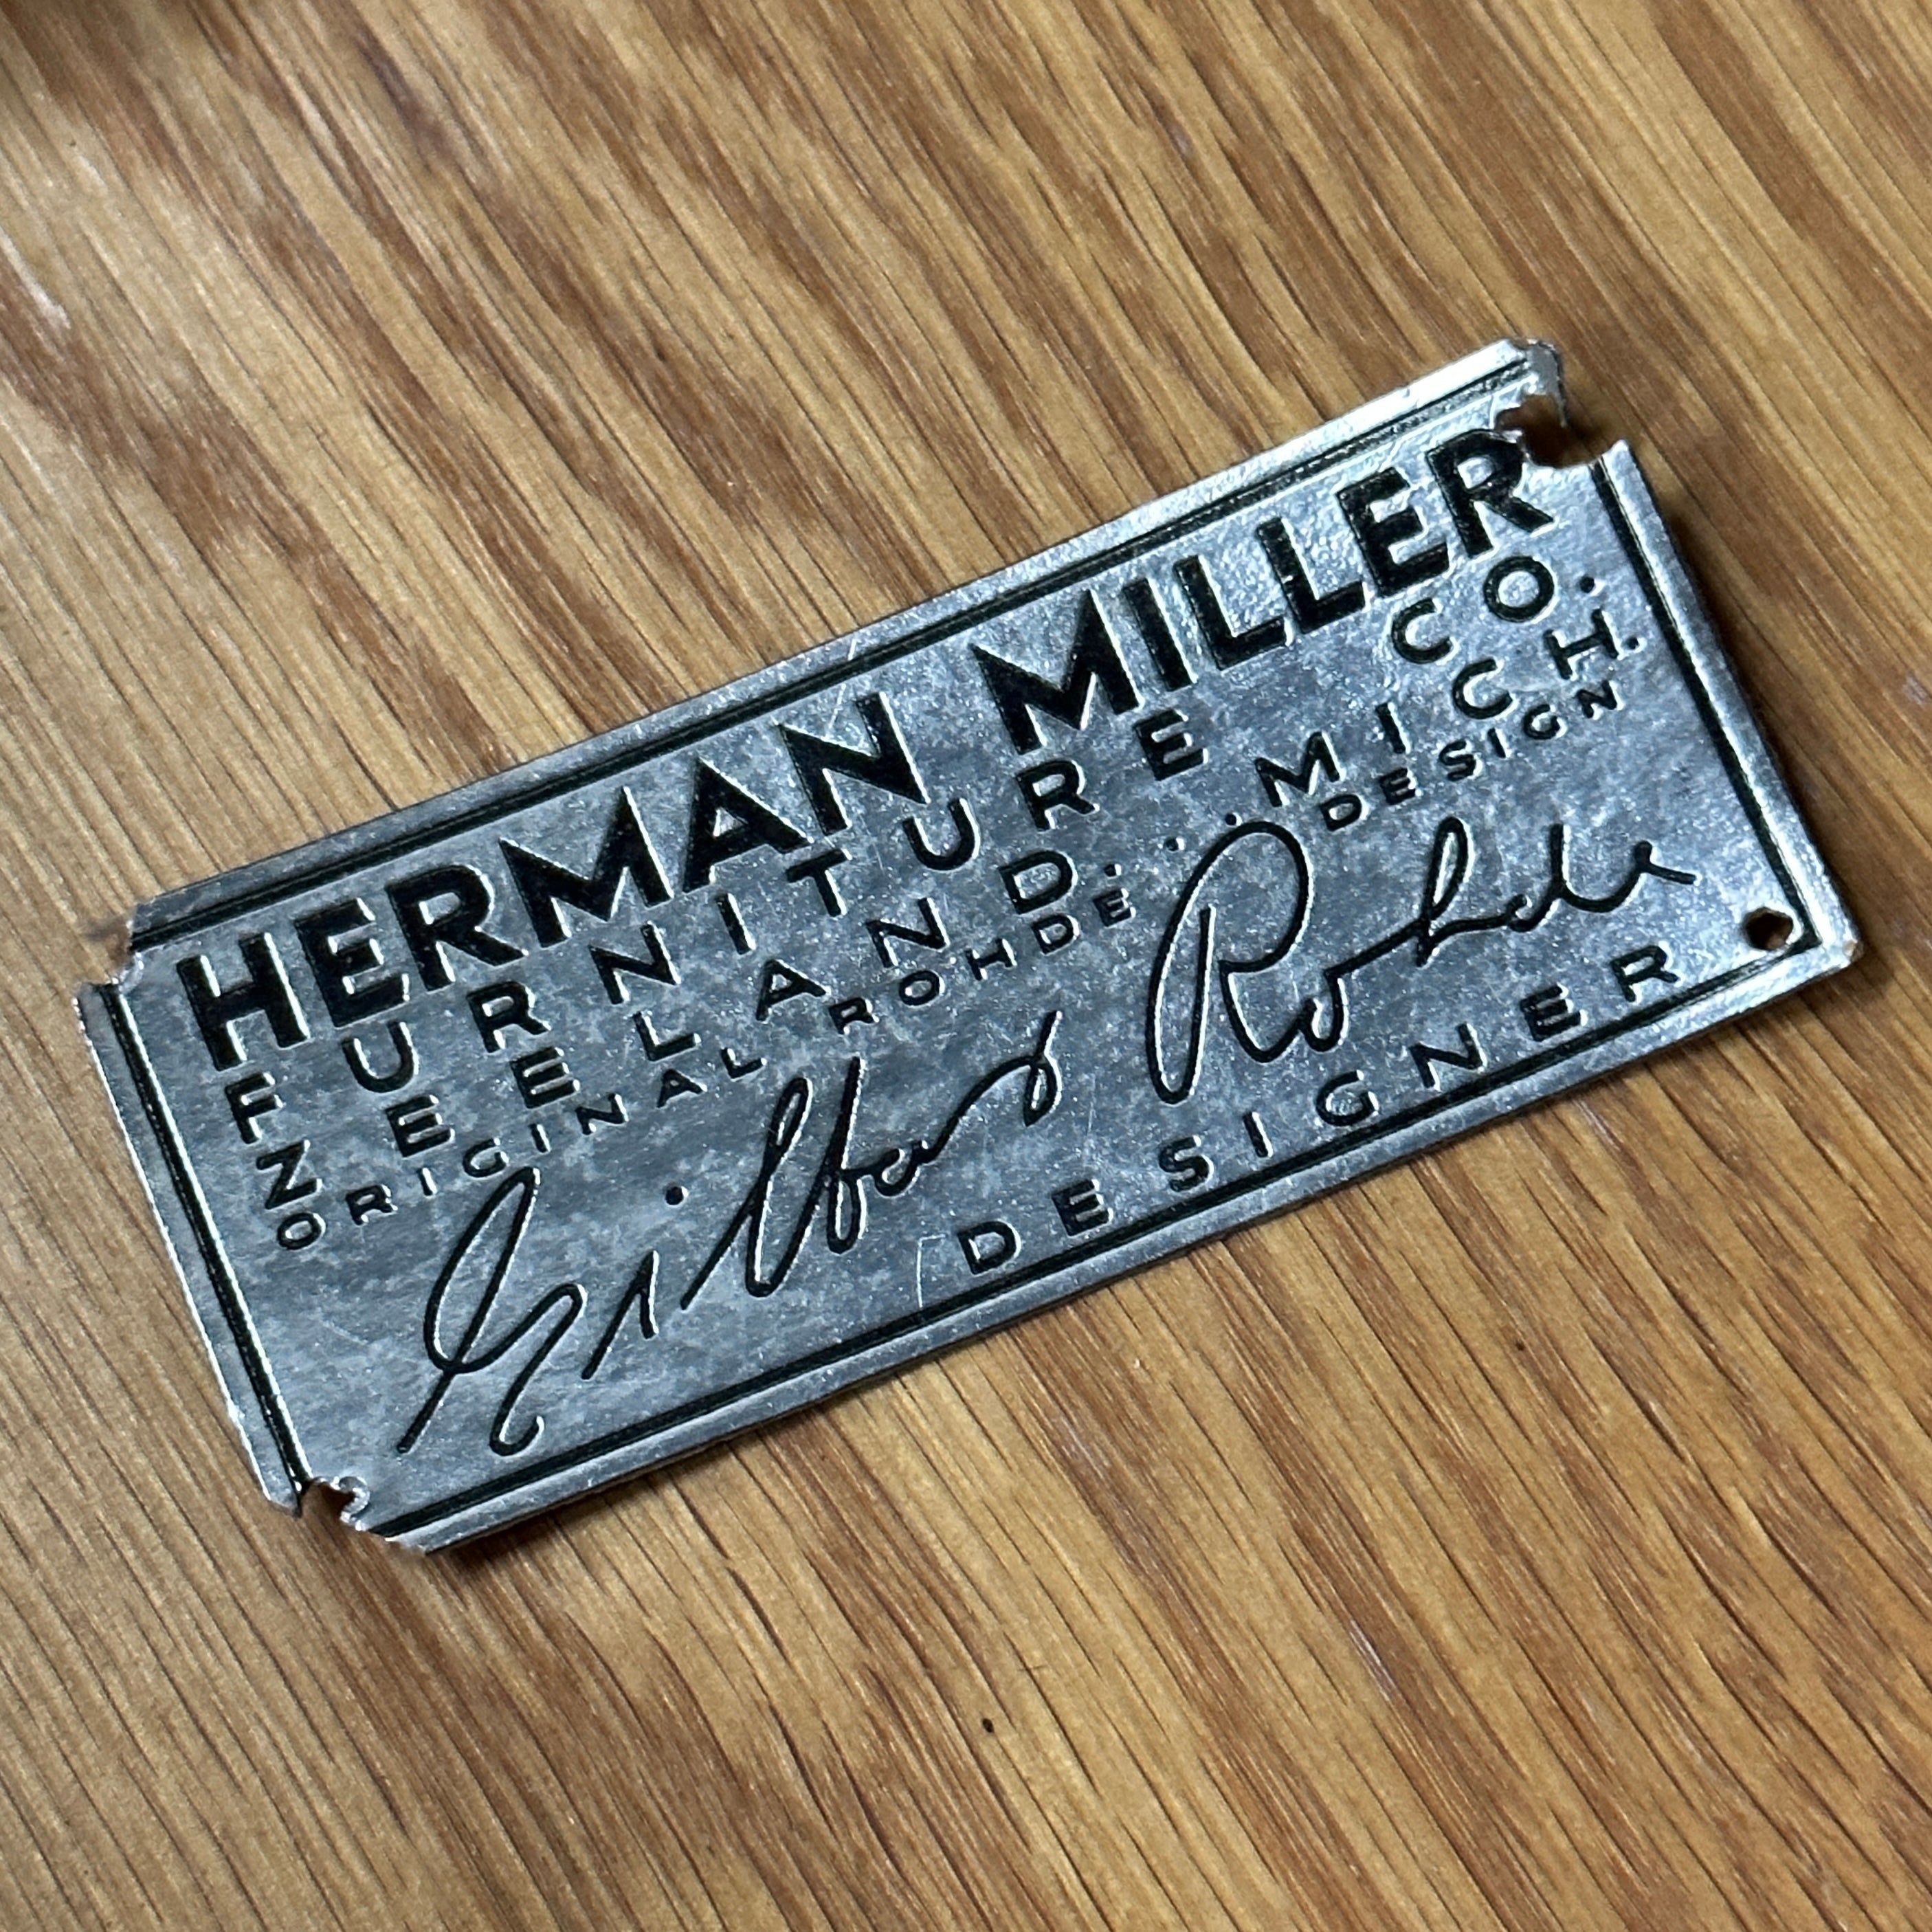 HERMAN MILLER
FURNITURE CO.
ZEELAND...MICH.
ORIGINAL ROHDE DESIGN
Gilbert Rohde
DESIGNER